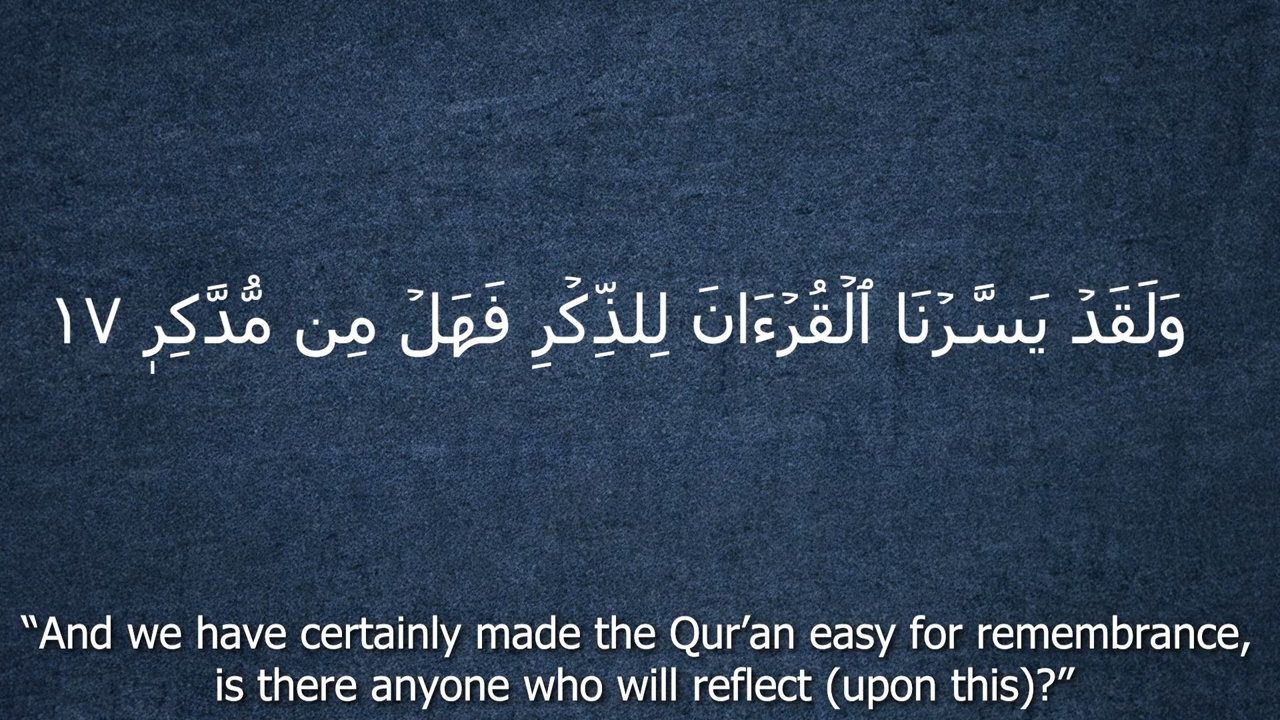 وَلَقَدۡ يَسَّرۡنَا ٱلۡقُرۡءَانَ لِلذِّكۡرِ فَهَلۡ مِن مُّدَّكِرٖ ١٧
“And we have certainly made the Qur’an easy for remembrance,
is there anyone who will reflect (upon this)?”